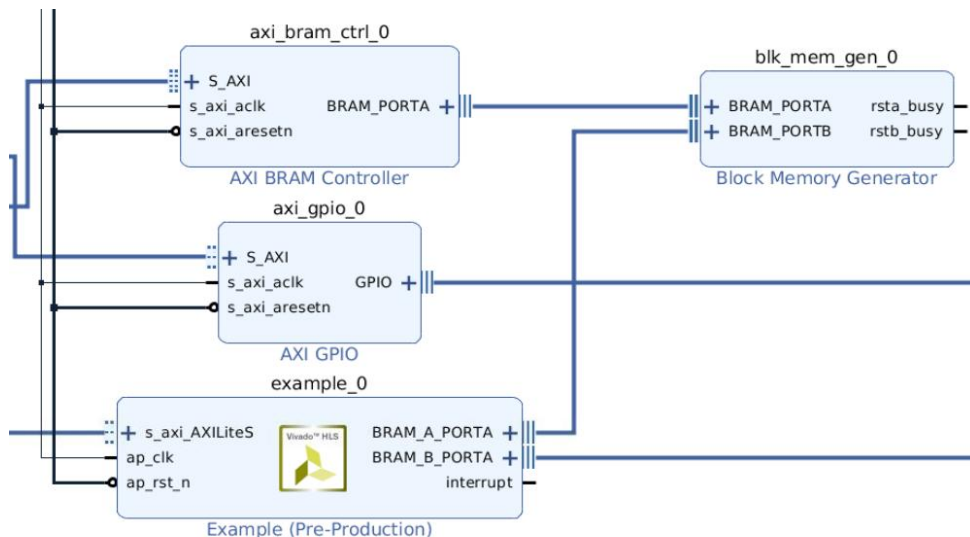 axi_bram_ctrl_0
S_AXI
s_axi_aclk
s_axi_aresetn
BRAM_PORTA
AXI BRAM Controller
blk_mem_gen_0
BRAM_PORTA
BRAM_PORTB
rsta_busy
rstb_busy
Block Memory Generator
axi_gpio_0
S_AXI
s_axi_aclk
s_axi_aresetn
GPIO
AXI GPIO
example_0
s_axi_AXILiteS
ap_clk
ap_rst_n
Vivado™ HLS
BRAM_A_PORTA
BRAM_B_PORTA
interrupt
Example (Pre-Production)